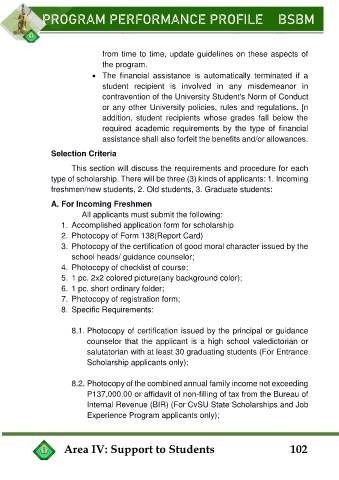 PROGRAM PERFORMANCE PROFILE BSBM
from time to time, update guidelines on these aspects of
the program.
• The financial assistance is automatically terminated if a
student recipient is involved in any misdemeanor in
contravention of the University Student's Norm of Conduct
or any other University policies, rules and regulations. [n
addition, student recipients whose grades fall below the
required academic requirements by the type of financial
assistance shall also forfeit the benefits and/or allowances.
Selection Criteria
This section will discuss the requirements and procedure for each
type of scholarship. There will be three (3) kinds of applicants: 1. Incoming
freshmen/new students, 2. Old students, 3. Graduate students:
A. For Incoming Freshmen
All applicants must submit the following:
1. Accomplished application form for scholarship
2. Photocopy of Form 138(Report Card)
3. Photocopy of the certification of good moral character issued by the
school heads/ guidance counselor;
4. Photocopy of checklist of course;
5. 1 pc. 2x2 colored picture(any background color);
6. 1 pc. short ordinary folder;
7. Photocopy of registration form;
8. Specific Requirements:
8.1. Photocopy of certification issued by the principal or guidance
counselor that the applicant is a high school valedictorian or
salutatorian with at least 30 graduating students (For Entrance
Scholarship applicants only);
8.2. Photocopy of the combined annual family income not exceeding
P137,000.00 or affidavit of non-filling of tax from the Bureau of
Internal Revenue (BIR) (For CvSU State Scholarships and Job
Experience Program applicants only);
Area IV: Support to Students 102